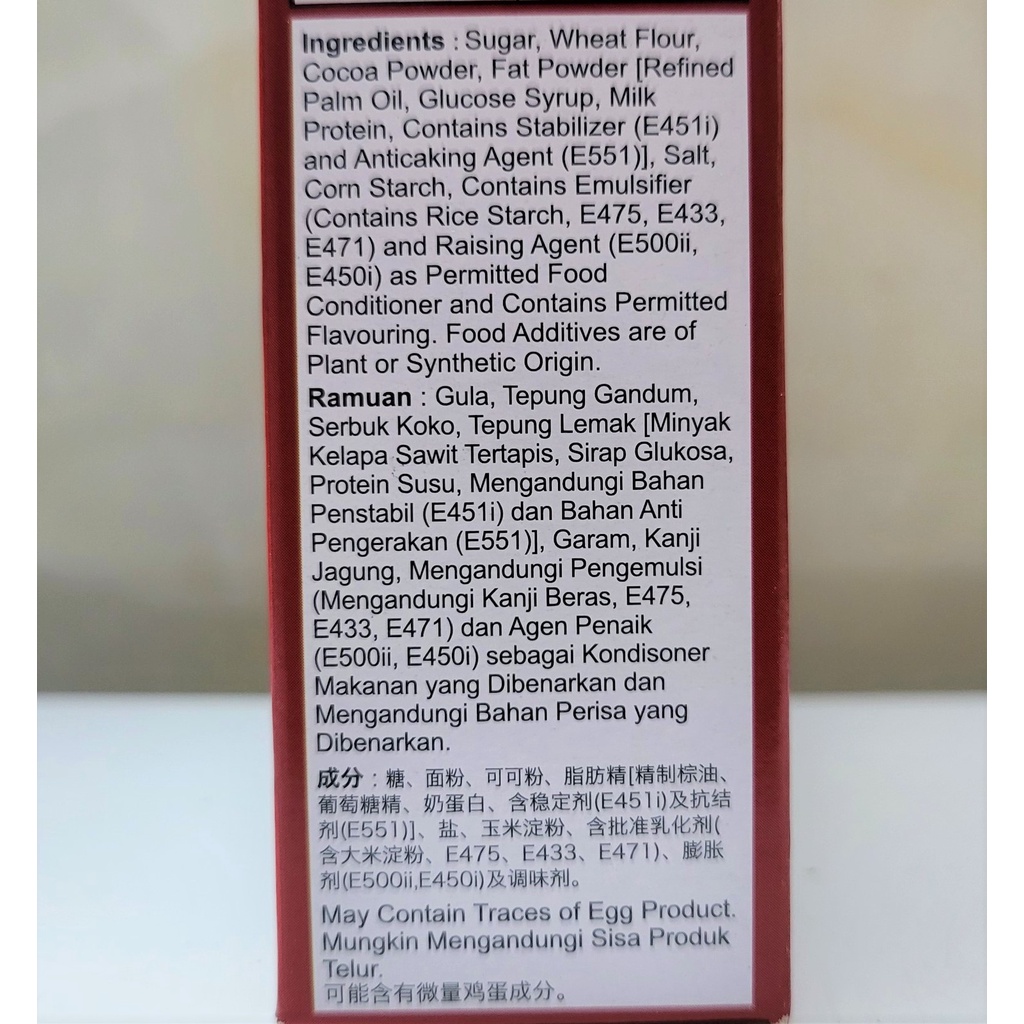 Ingredients : Sugar, Wheat Flour,
Cocoa Powder, Fat Powder [Refined
Palm Oil, Glucose Syrup, Milk
Protein, Contains Stabilizer (E451i)
and Anticaking Agent (E551)], Salt,
Corn Starch, Contains Emulsifier
(Contains Rice Starch, E475, E433,
E471) and Raising Agent (E500ii,
E450i) as Permitted Food
Conditioner and Contains Permitted
Flavouring. Food Additives are of
Plant or Synthetic Origin.
Ramuan : Gula, Tepung Gandum,
Serbuk Koko, Tepung Lemak [Minyak
Kelapa Sawit Tertapis, Sirap Glukosa,
Protein Susu, Mengandungi Bahan
Penstabil (E451i) dan Bahan Anti
Pengerakan (E551)], Garam, Kanji
Jagung, Mengandungi Pengemulsi
(Mengandungi Kanji Beras, E475,
E433, E471) dan Agen Penaik
(E500ii, E450i) sebagai Kondisoner
Makanan yang Dibenarkan dan
Mengandungi Bahan Perisa yang
Dibenarkan.
成分 : 糖、面粉、可可粉、脂肪精[精制棕油、
葡萄糖精、奶蛋白、含稳定剂(E451i)及抗结
剂(E551)]、盐、玉米淀粉、含批准乳化剂(
含大米淀粉、E475、E433、E471)、膨胀
剂(E500ii,E450i)及调味剂。
May Contain Traces of Egg Product.
Mungkin Mengandungi Sisa Produk
Telur.
可能含有微量鸡蛋成分。